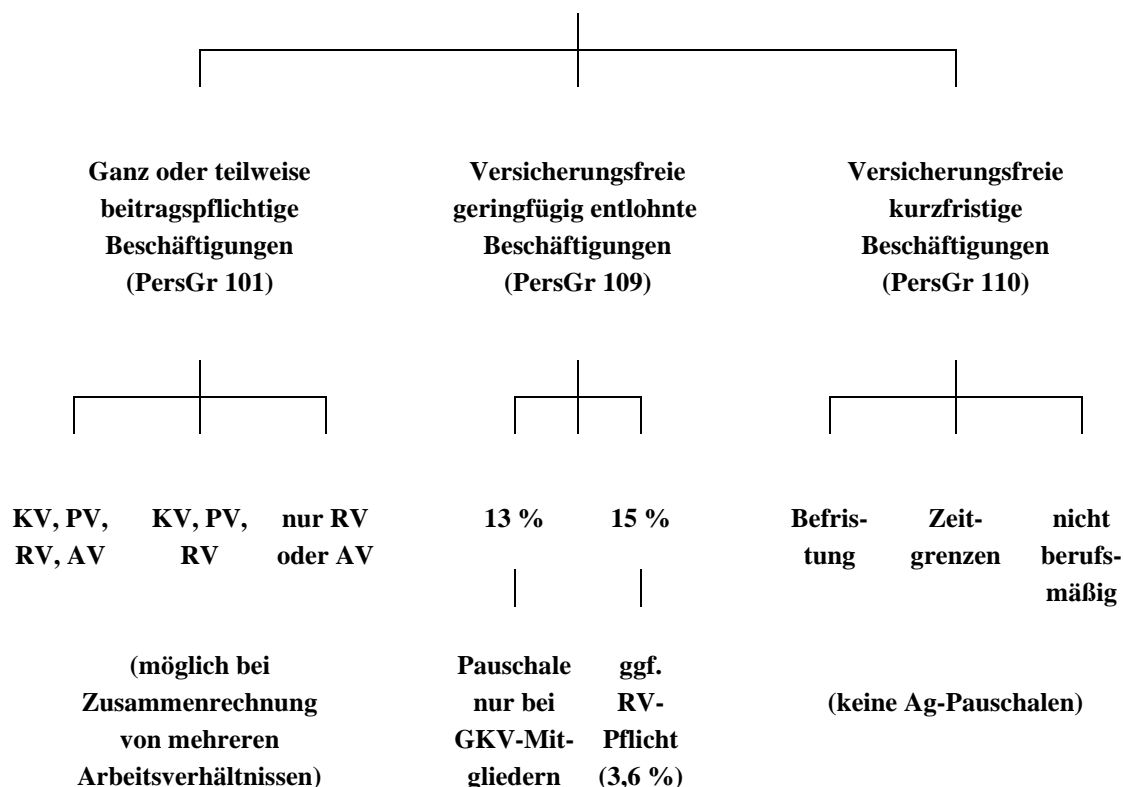 Ganz oder teilweise
beitragspflichtige
Beschäftigungen
(PersGr 101)
Versicherungsfreie
geringfügig entlohnte
Beschäftigungen
(PersGr 109)
Versicherungsfreie
kurzfristige
Beschäftigungen
(PersGr 110)
KV, PV,
RV, AV
KV, PV,
RV
nur RV
oder AV
13 %
15 %
Befris-
tung
Zeit-
grenzen
nicht
berufs-
mäßig
(möglich bei
Zusammenrechnung
von mehreren
Arbeitsverhältnissen)
Pauschale
nur bei
GKV-Mit-
gliedern
ggf.
RV-
Pflicht
(3,6 %)
(keine Ag-Pauschalen)